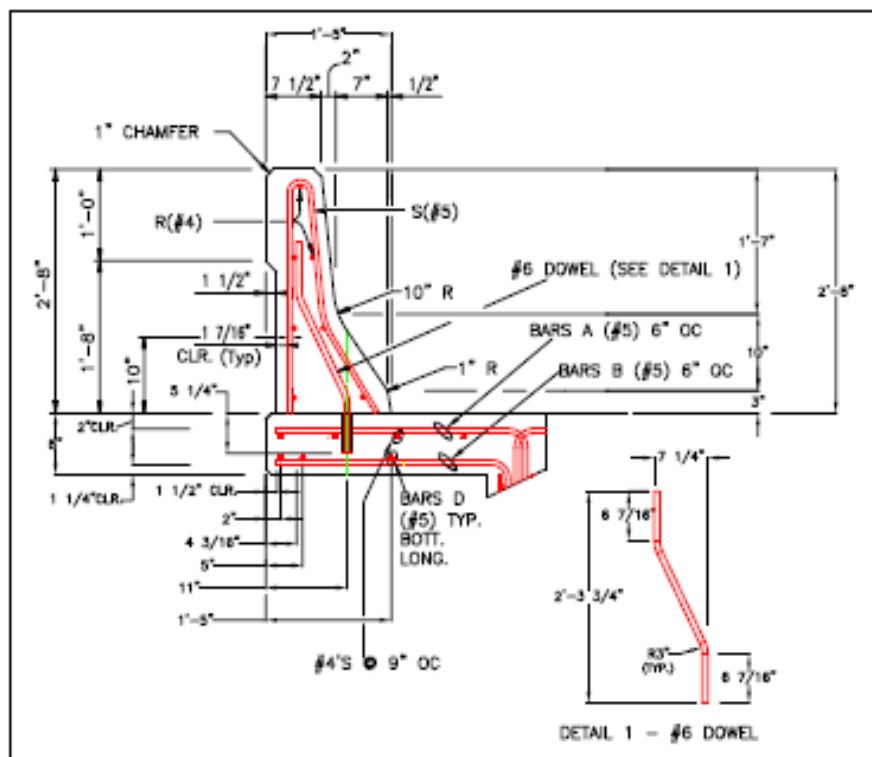 1'-5"
2"
7 1/2"
7"
1/2"
1" CHAMFER
R(#4)
S(#5)
1'-0"
2'-8"
1'-8"
1'-7"
2'-8"
#6 DOWEL (SEE DETAIL 1)
1 1/2"
10" R
1 7/16"
CLR. (Typ)
BARS A (#5) 6" OC
10"
10"
1" R
BARS B (#5) 6" OC
5 1/4"
3"
2"CLR.
8"
1 1/4"CLR.
1 1/2" CLR.
2"
4 3/16"
5"
11"
1'-5"
BARS D
(#5) TYP.
BOTT.
LONG.
#4'S @ 9" OC
7 1/4"
6 7/16"
2'-3 3/4"
R3"
(TYP.)
6 7/16"
DETAIL 1 - #6 DOWEL